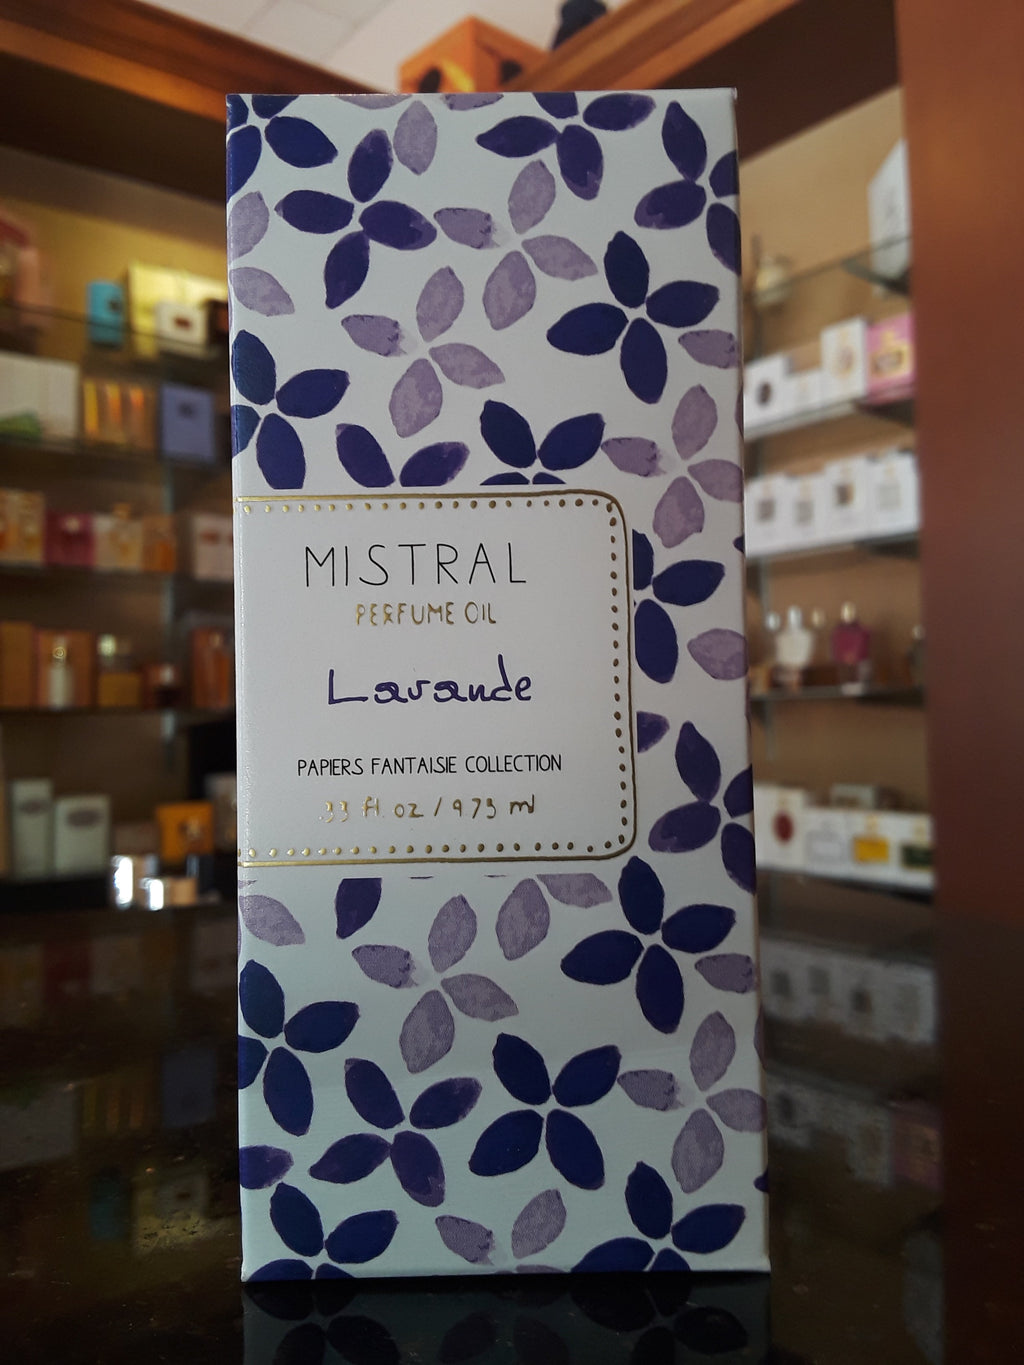 MISTRAL
PERFUME OIL
Lavande
PAPIERS FANTAISIE COLLECTION
.33 fl. oz / 9.75 ml